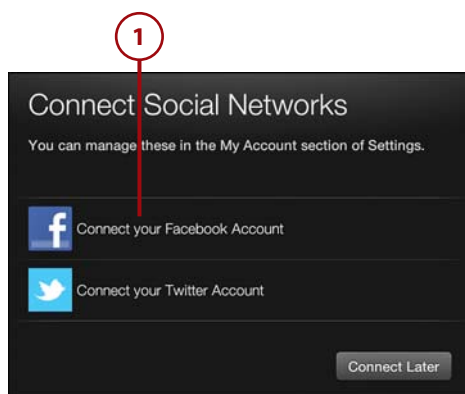 1
Connect Social Networks
You can manage these in the My Account section of Settings.
Connect your Facebook Account
Connect your Twitter Account
Connect Later